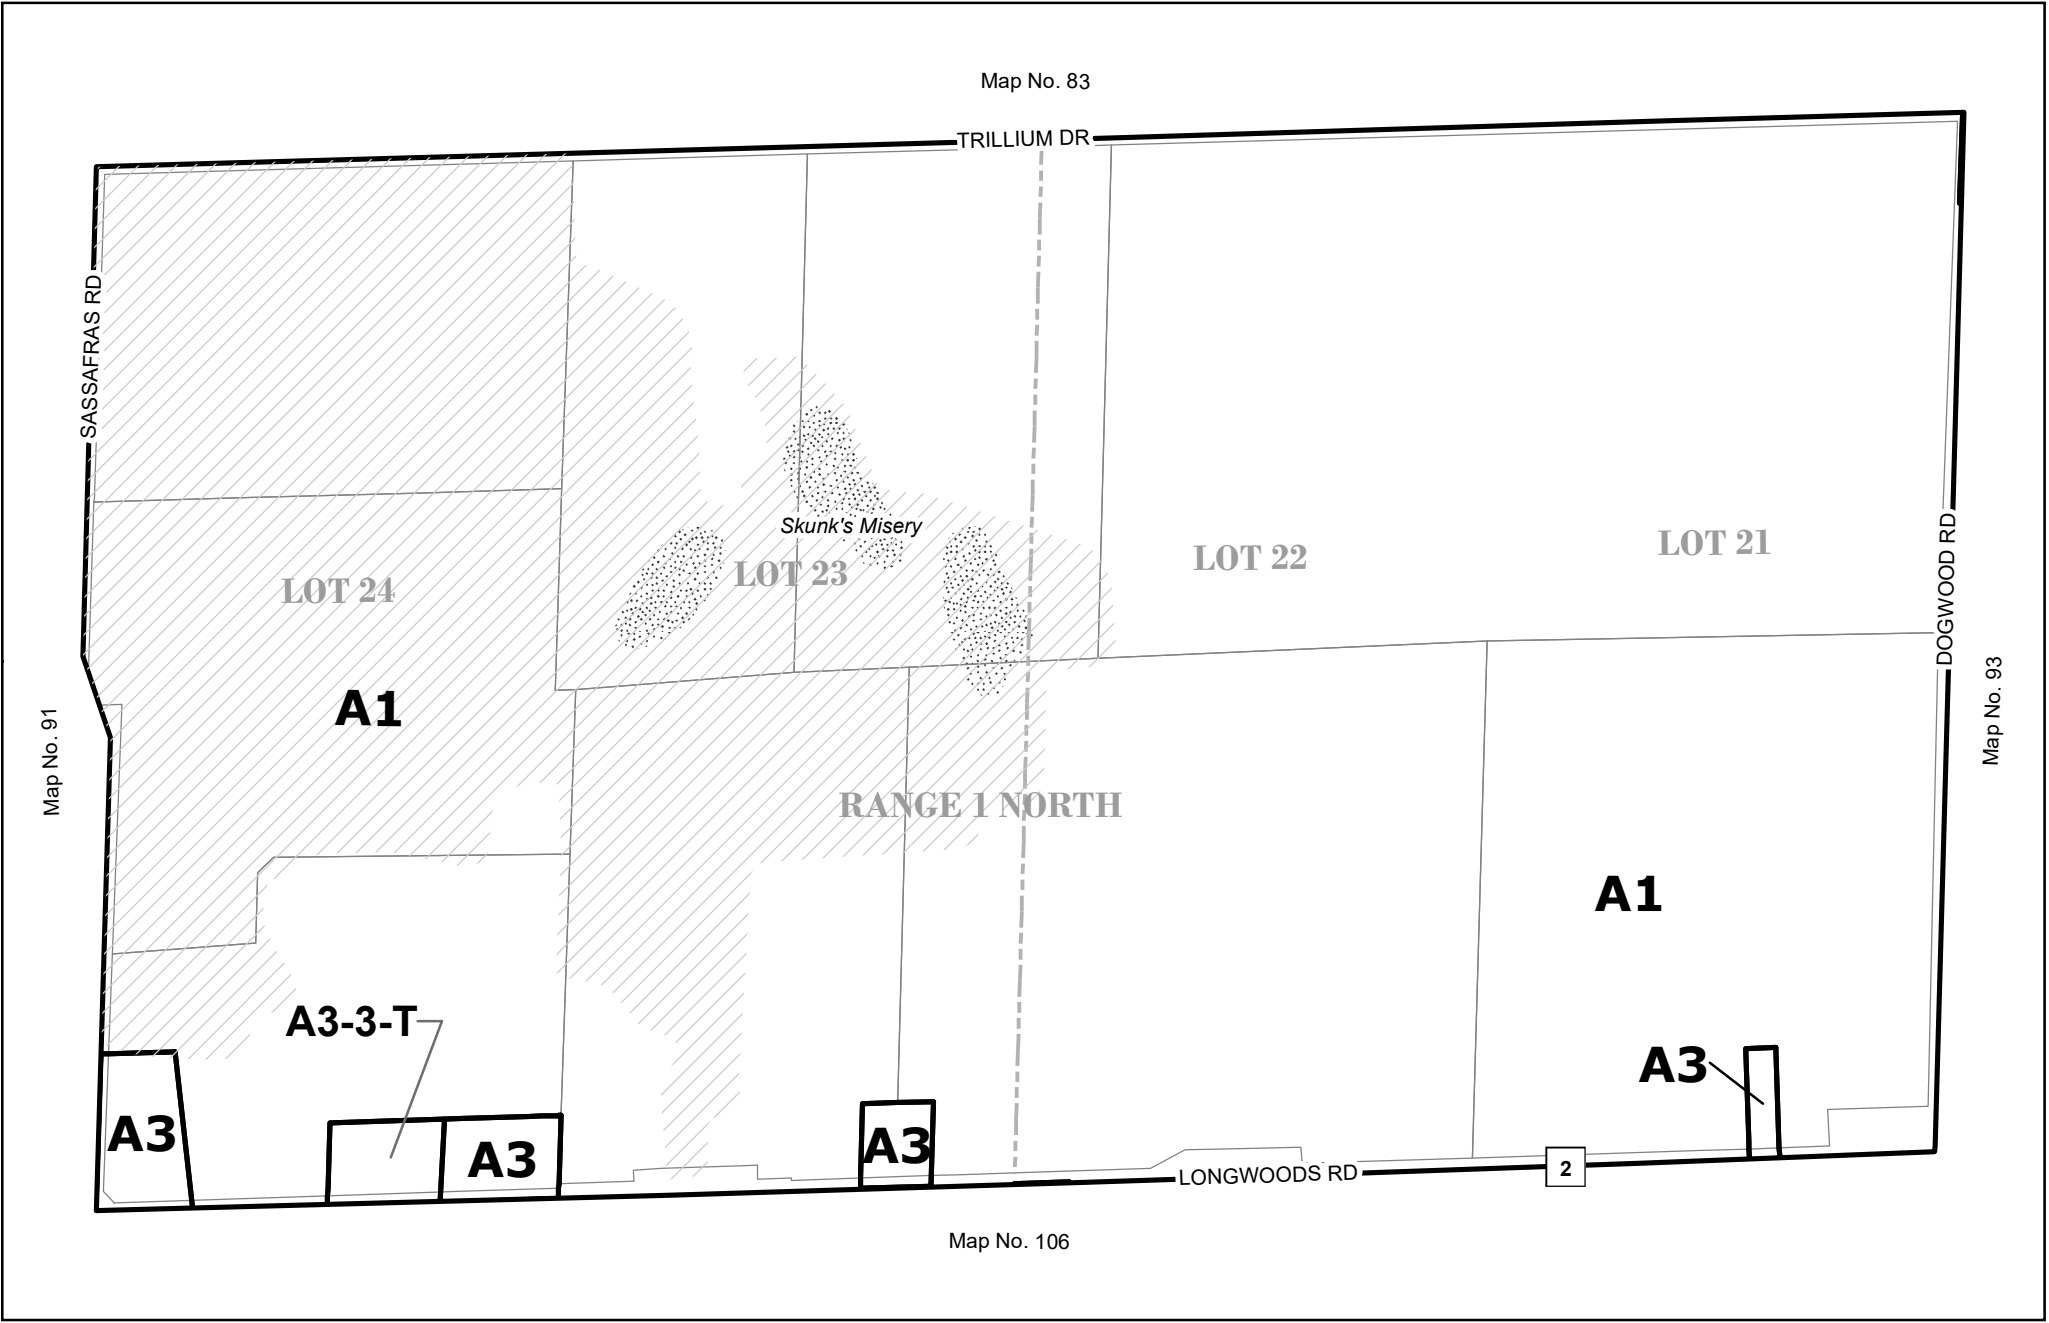 Map No. 83
TRILLIUM DR
SASSAFRAS RD
Skunk's Misery
LOT 24
LOT 23
LOT 22
LOT 21
DOGWOOD RD
Map No. 91
A1
Map No. 93
RANGE 1 NORTH
A1
A3-3-T
A3
A3
A3
A3
LONGWOODS RD
2
Map No. 106